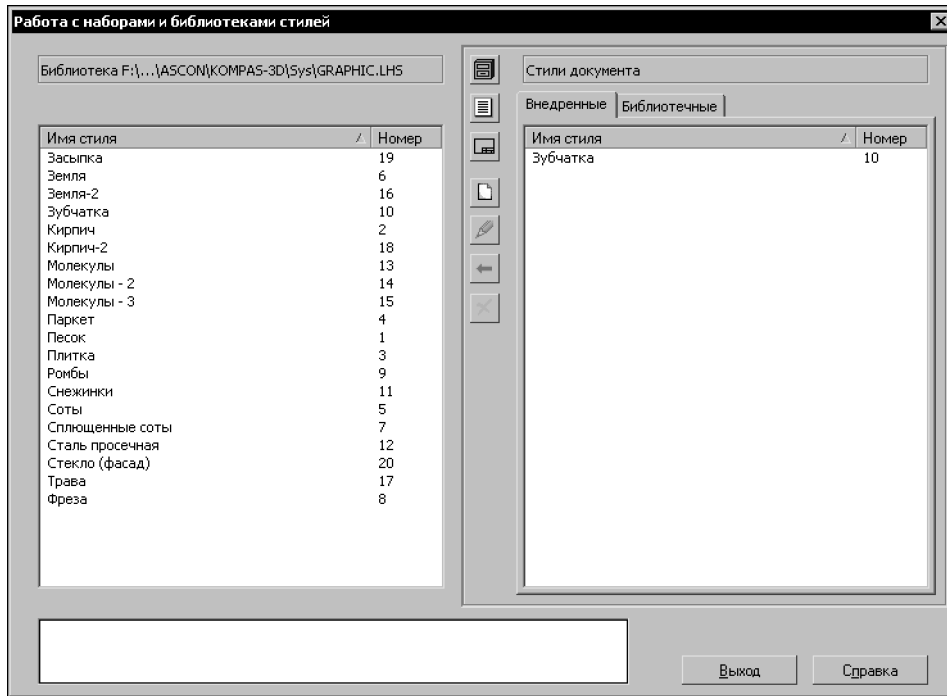 Работа с наборами и библиотеками стилей
Библиотека F:\...\ASCON\KOMPAS-3D\Sys\GRAPHIC.LHS
Имя стиля Номер
Засыпка 19
Земля 6
Земля-2 16
Зубчатка 10
Кирпич 2
Кирпич-2 18
Молекулы 13
Молекулы - 2 14
Молекулы - 3 15
Паркет 4
Песок 1
Плитка 3
Ромбы 9
Снежинки 11
Соты 5
Сплющенные соты 7
Сталь просечная 12
Стекло (фасад) 20
Трава 17
Фреза 8
Стили документа
Внедренные Библиотечные
Имя стиля Номер
Зубчатка 10
Выход Справка